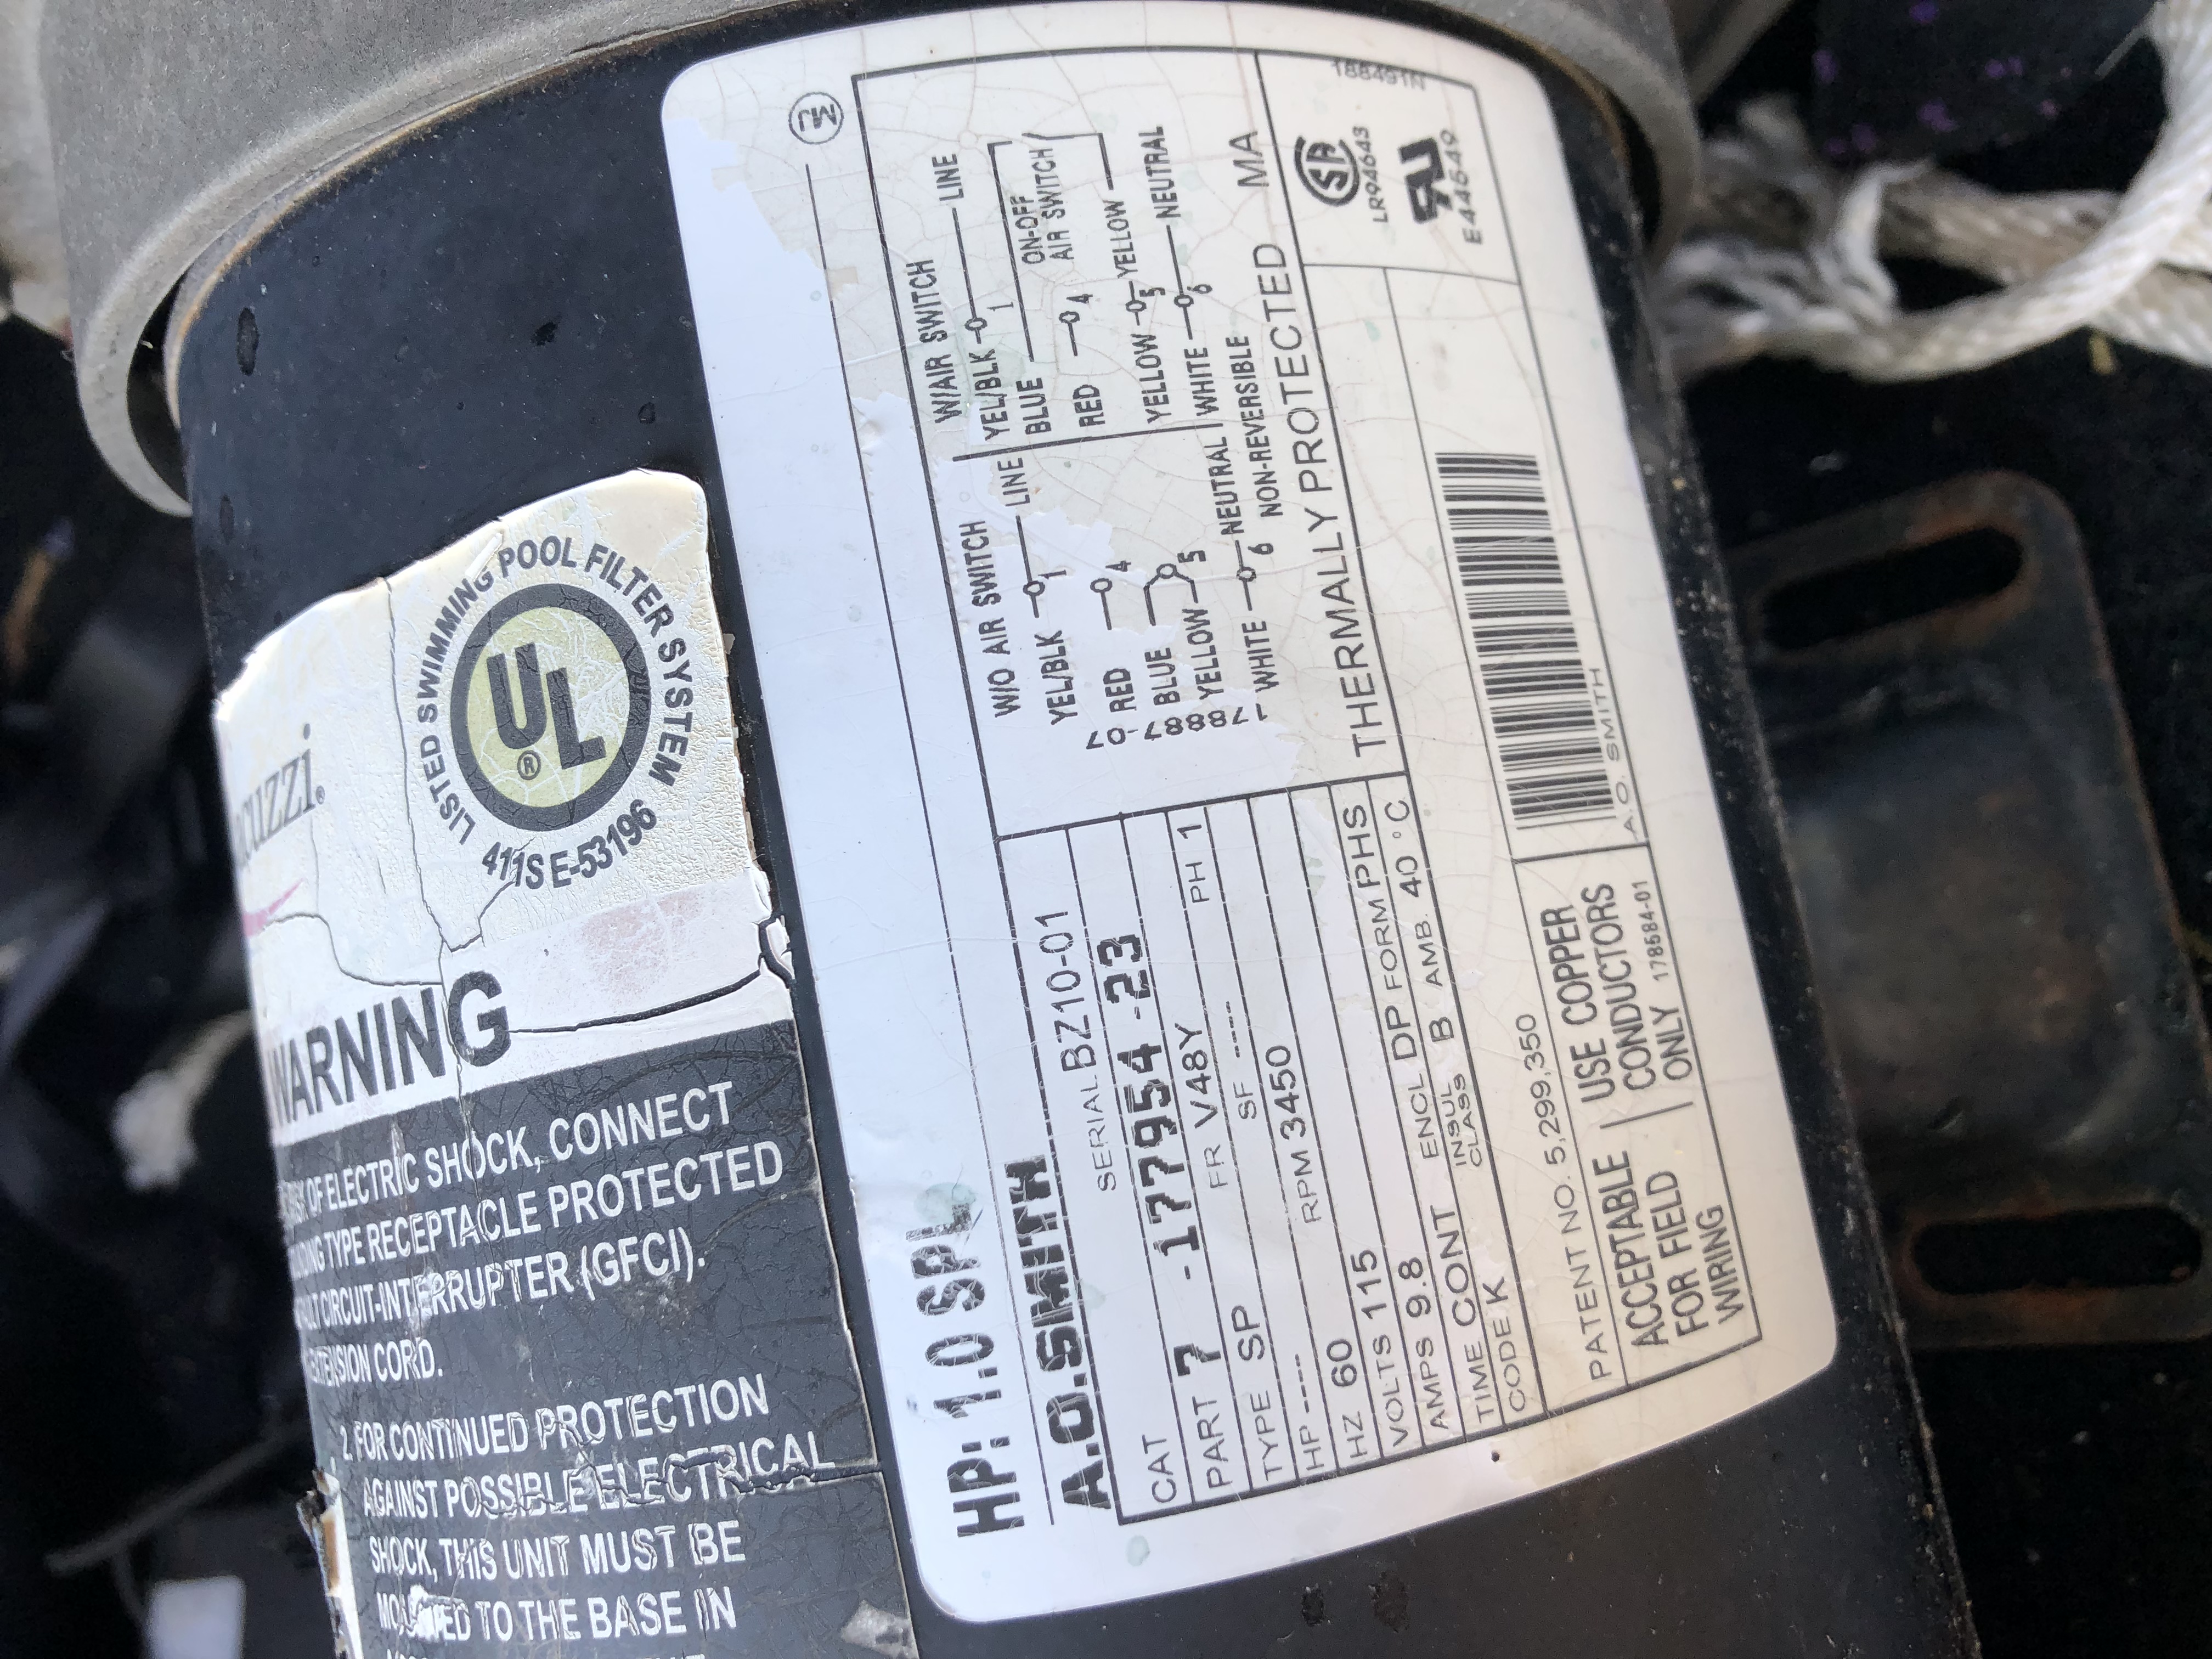 cuzzi®
LISTED SWIMMING POOL FILTER SYSTEM
UL®
411S E-53196
WARNING
OF ELECTRIC SHOCK, CONNECT
TYPE RECEPTACLE PROTECTED
CIRCUIT-INTERRUPTER (GFCI).
CORD.
2. FOR CONTINUED PROTECTION
AGAINST POSSIBLE ELECTRICAL
SHOCK, THIS UNIT MUST BE
MOUNTED TO THE BASE IN
MJ
HP: 1.0 SPL
A.O.SMITH
SERIAL BZ10-01
CAT
PART 7 -177954 -23
TYPE SP FR V48Y PH 1
HP ---- SF ----
HZ 60 RPM 3450
VOLTS 115
AMPS 9.8 ENCL DP FORM PHS
TIME CONT INSUL CLASS B AMB. 40 °C
CODE K
PATENT NO. 5,299,350
ACCEPTABLE FOR FIELD WIRING
USE COPPER CONDUCTORS ONLY
178584-01
W/O AIR SWITCH
YEL/BLK 1 LINE
RED 4
BLUE
YELLOW 5
WHITE 6 NEUTRAL
178887-07
W/AIR SWITCH
YEL/BLK 1 LINE
BLUE ON-OFF
AIR SWITCH
RED 4
YELLOW 5 YELLOW
WHITE 6 NEUTRAL
NON-REVERSIBLE
MA
THERMALLY PROTECTED
188491N
SA
LR94643
RU
E44549
A.O. SMITH